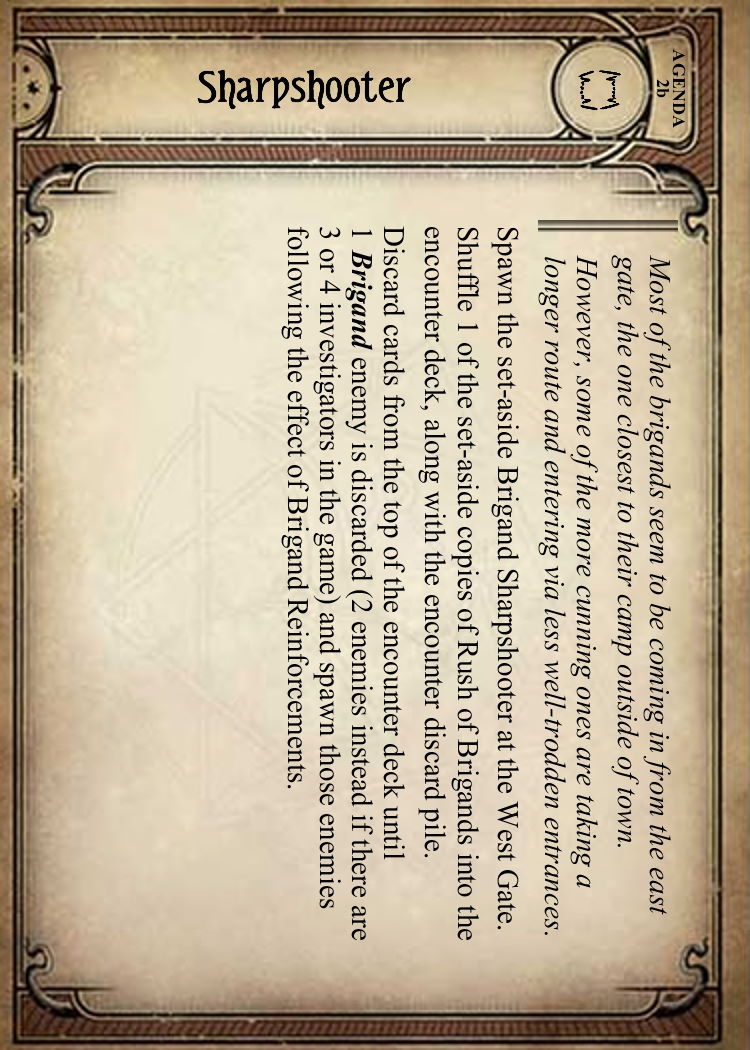 AGENDA
2b
Sharpshooter
Most of the brigands seem to be coming in from the east
gate, the one closest to their camp outside of town.
However, some of the more cunning ones are taking a
longer route and entering via less well-trodden entrances.
Spawn the set-aside Brigand Sharpshooter at the West Gate.
Shuffle 1 of the set-aside copies of Rush of Brigands into the
encounter deck, along with the encounter discard pile.
Discard cards from the top of the encounter deck until
1 Brigand enemy is discarded (2 enemies instead if there are
3 or 4 investigators in the game) and spawn those enemies
following the effect of Brigand Reinforcements.